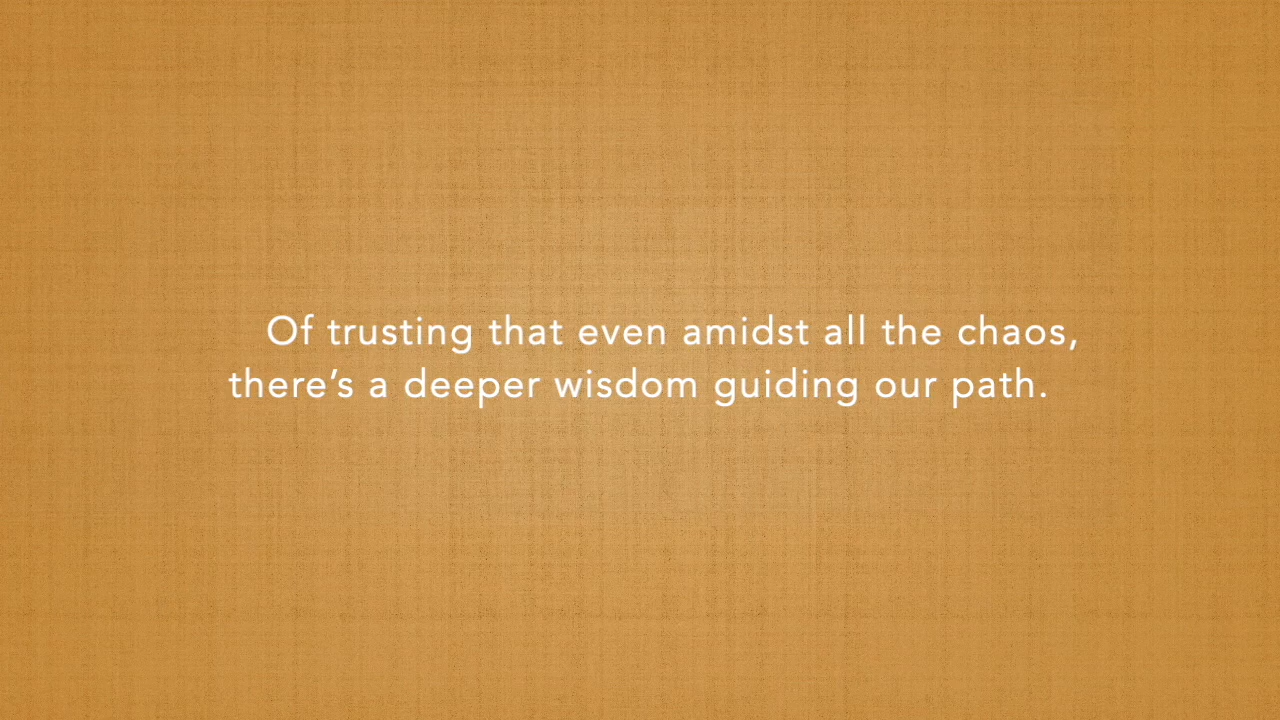 Of trusting that even amidst all the chaos,
there’s a deeper wisdom guiding our path.